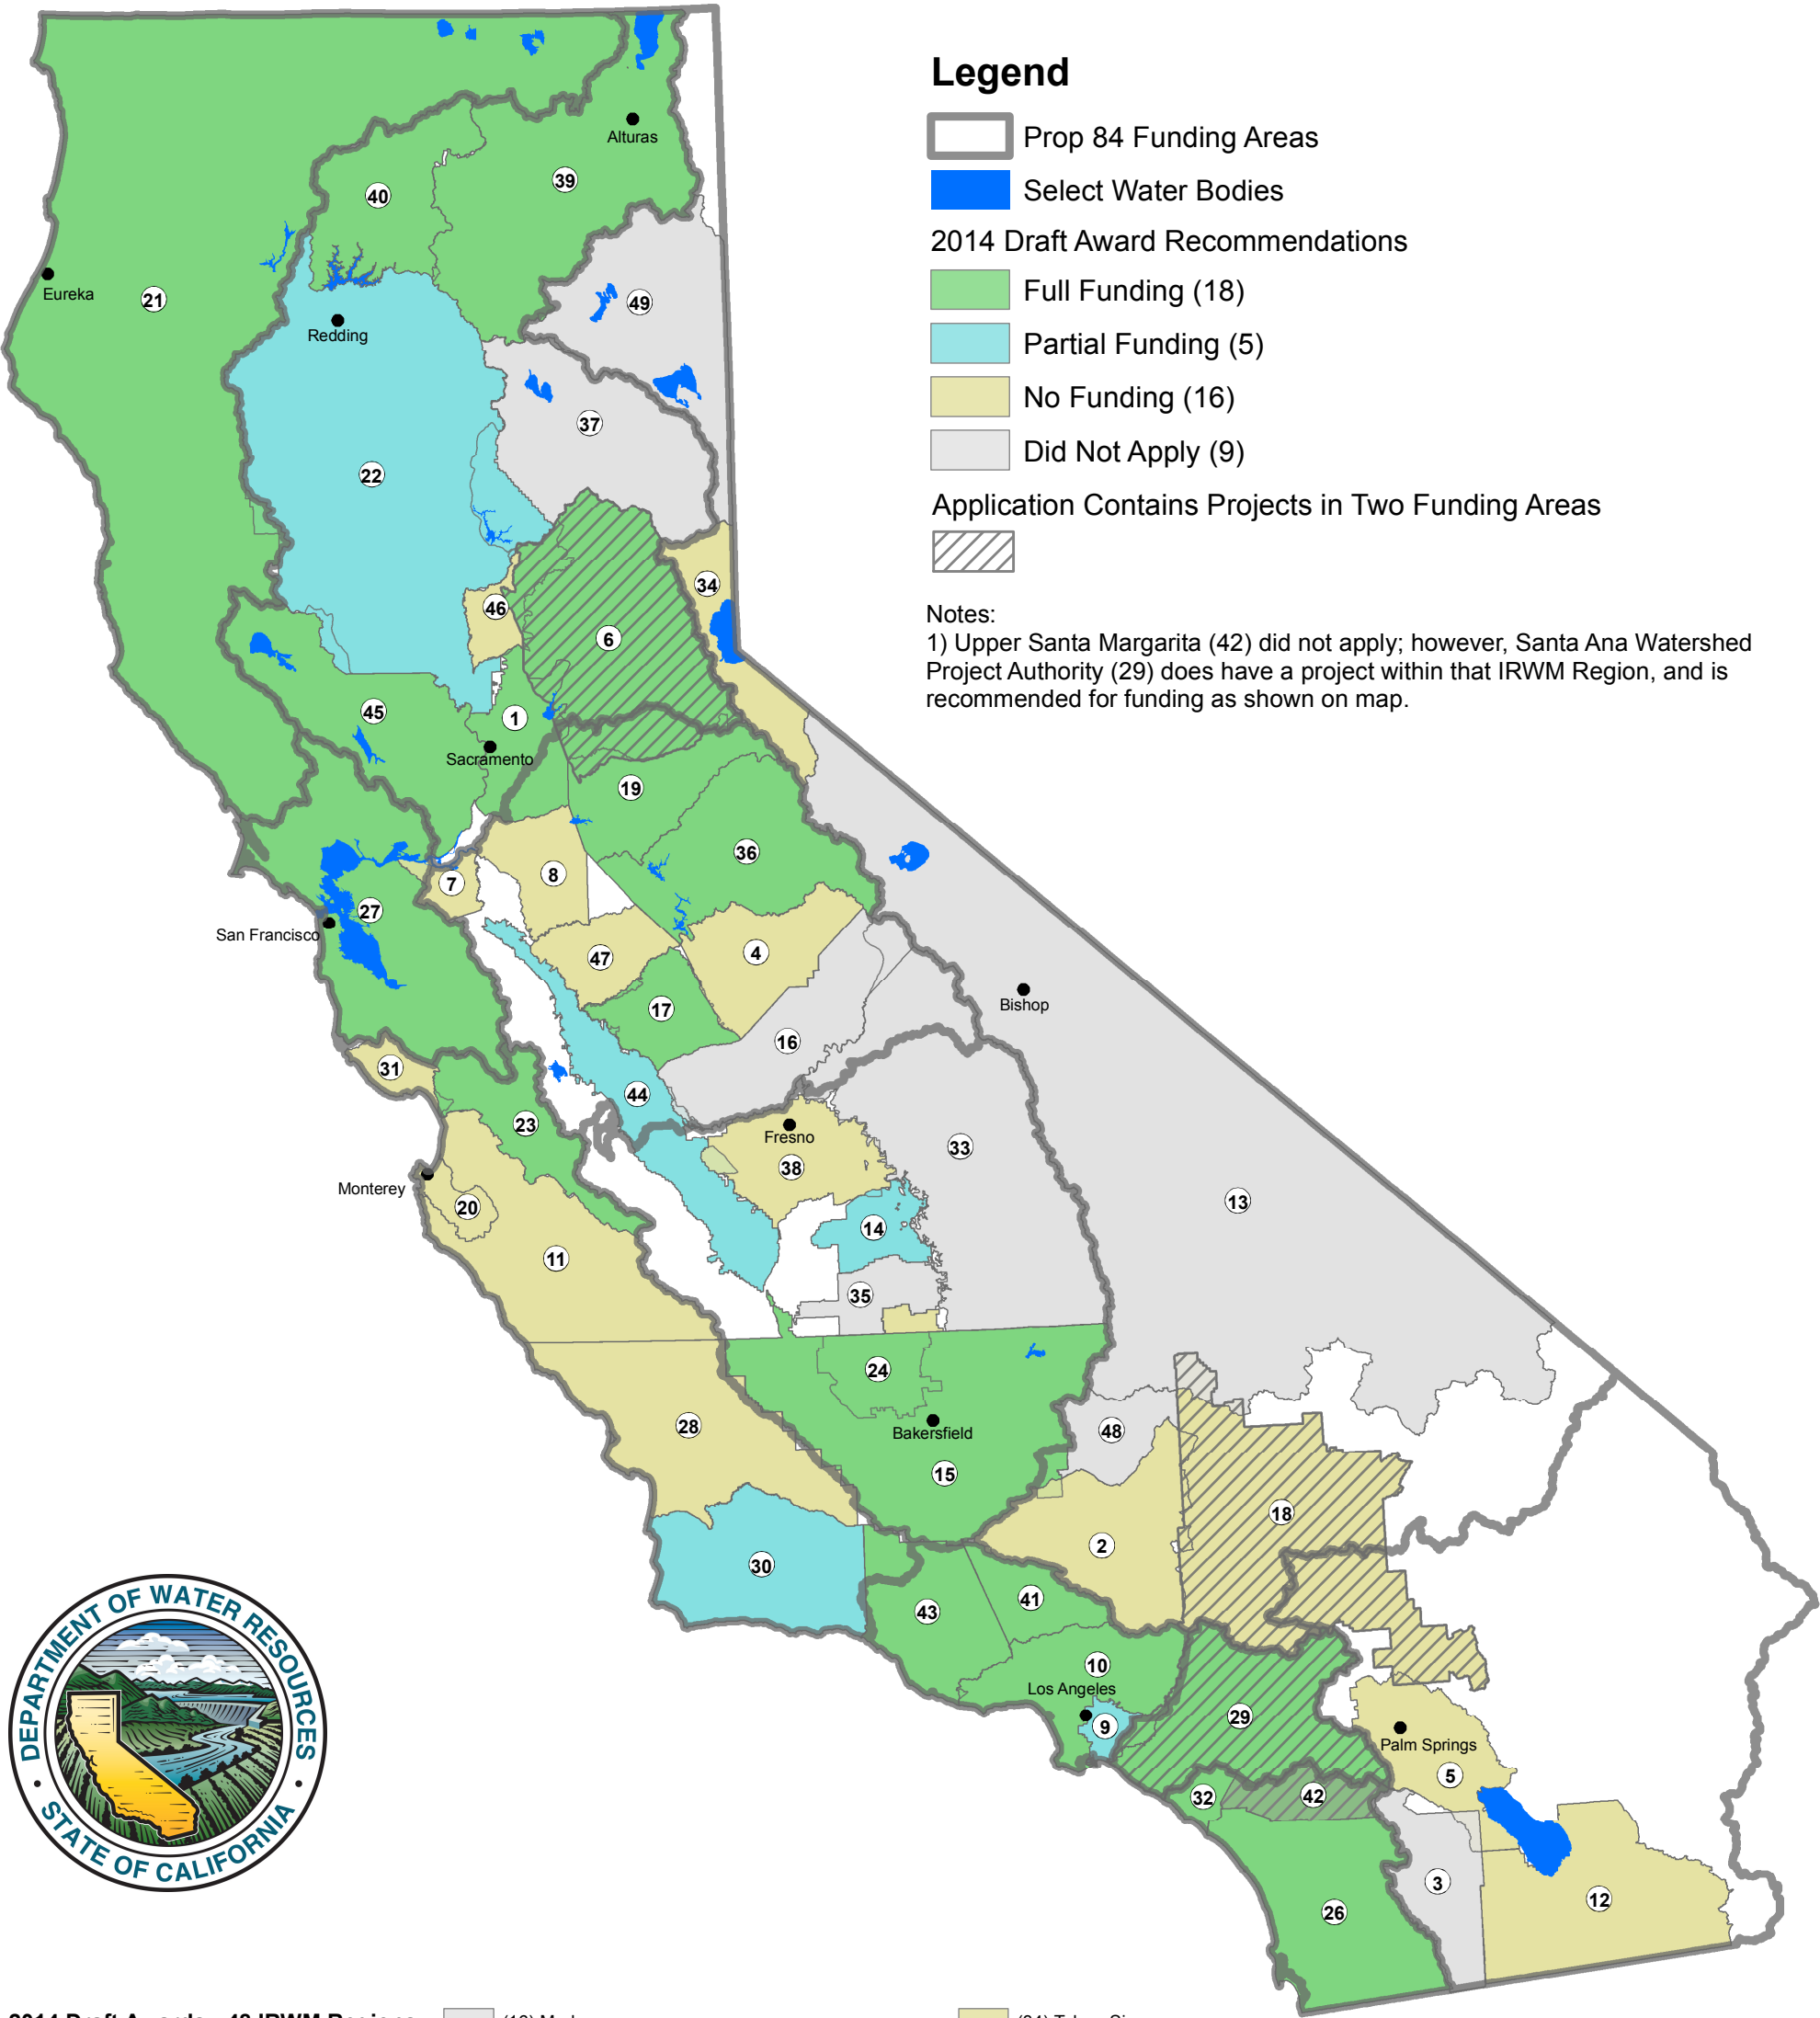 Legend
Prop 84 Funding Areas
Select Water Bodies
2014 Draft Award Recommendations
Full Funding (18)
Partial Funding (5)
No Funding (16)
Did Not Apply (9)
Application Contains Projects in Two Funding Areas
Notes:
1) Upper Santa Margarita (42) did not apply; however, Santa Ana Watershed
Project Authority (29) does have a project within that IRWM Region, and is
recommended for funding as shown on map.
Alturas
39
40
Eureka
21
49
Redding
37
22
34
46
6
45
1
Sacramento
19
36
8
7
27
San Francisco
4
47
Bishop
17
16
31
44
23
Fresno
33
38
Monterey
13
20
14
11
35
24
28
Bakersfield
48
15
18
2
30
41
43
10
Los Angeles
9
29
Palm Springs
5
32
42
3
12
26
DEPARTMENT OF WATER RESOURCES
STATE OF CALIFORNIA